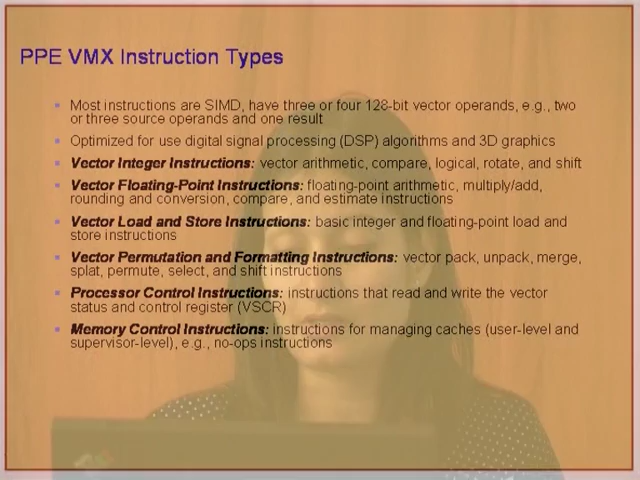 PPE VMX Instruction Types
Most instructions are SIMD, have three or four 128-bit vector operands, e.g., two
or three source operands and one result
Optimized for use digital signal processing (DSP) algorithms and 3D graphics
Vector Integer Instructions: vector arithmetic, compare, logical, rotate, and shift
Vector Floating-Point Instructions: floating-point arithmetic, multiply/add,
rounding and conversion, compare, and estimate instructions
Vector Load and Store Instructions: basic integer and floating-point load and
store instructions
Vector Permutation and Formatting Instructions: vector pack, unpack, merge,
splat, permute, select, and shift instructions
Processor Control Instructions: instructions that read and write the vector
status and control register (VSCR)
Memory Control Instructions: instructions for managing caches (user-level and
supervisor-level), e.g., no-ops instructions